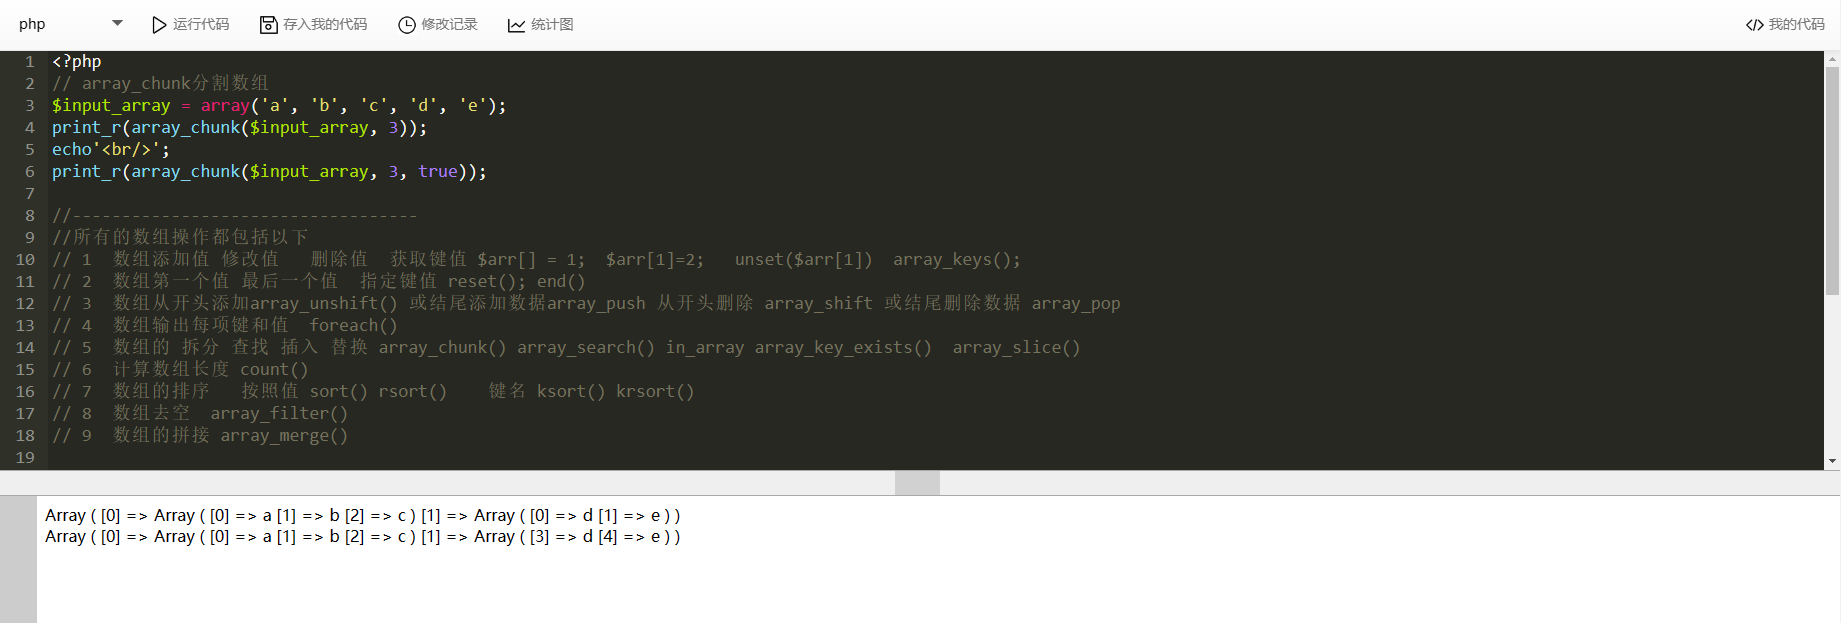 php 运行代码 存入我的代码 修改记录 统计图 </> 我的代码
1 <?php
2 // array_chunk分割数组
3 $input_array = array('a', 'b', 'c', 'd', 'e');
4 print_r(array_chunk($input_array, 3));
5 echo'<br/>';
6 print_r(array_chunk($input_array, 3, true));
7
8 //-----------------------------------
9 //所有的数组操作都包括以下
10 // 1  数组添加值 修改值   删除值  获取键值 $arr[] = 1;  $arr[1]=2;   unset($arr[1])  array_keys();
11 // 2  数组第一个值 最后一个值  指定键值 reset(); end()
12 // 3  数组从开头添加array_unshift() 或结尾添加数据array_push 从开头删除 array_shift 或结尾删除数据 array_pop
13 // 4  数组输出每项键和值  foreach()
14 // 5  数组的 拆分 查找 插入 替换 array_chunk() array_search() in_array array_key_exists()  array_slice()
15 // 6  计算数组长度 count()
16 // 7  数组的排序   按照值 sort() rsort()    键名 ksort() krsort()
17 // 8  数组去空  array_filter()
18 // 9  数组的拼接 array_merge()
19
Array ( [0] => Array ( [0] => a [1] => b [2] => c ) [1] => Array ( [0] => d [1] => e ) )
Array ( [0] => Array ( [0] => a [1] => b [2] => c ) [1] => Array ( [3] => d [4] => e ) )